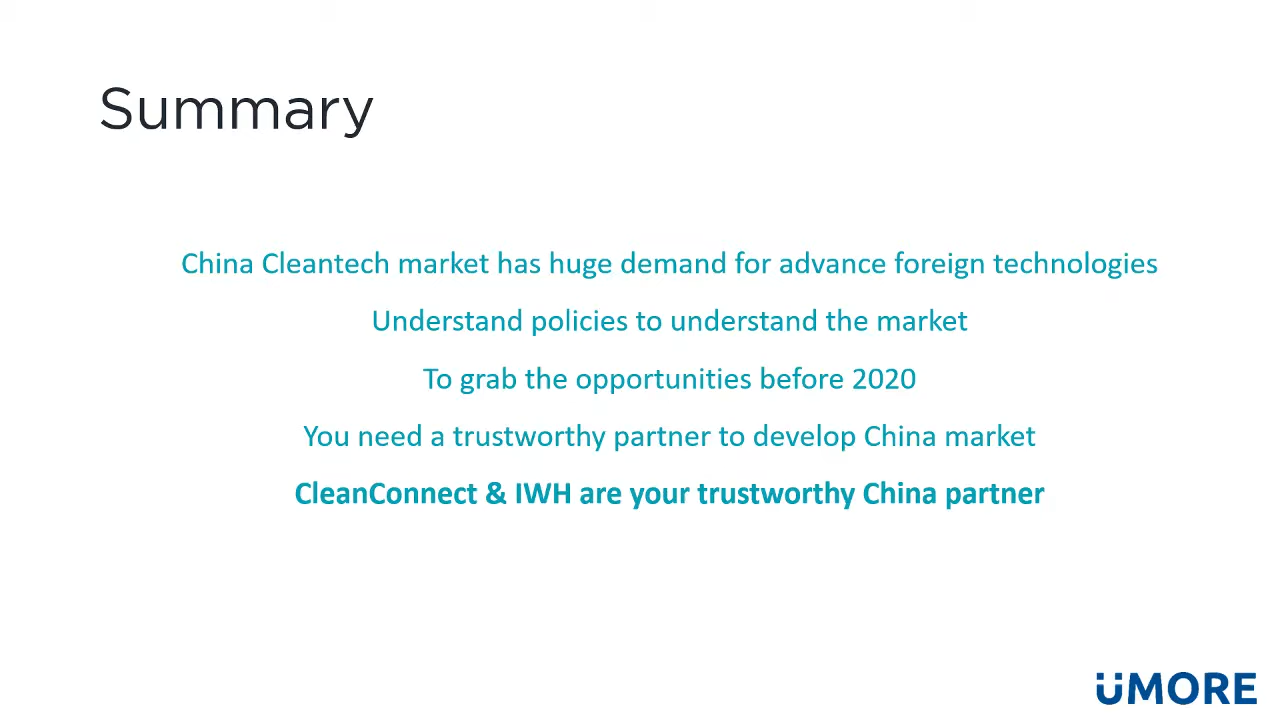 Summary
China Cleantech market has huge demand for advance foreign technologies
Understand policies to understand the market
To grab the opportunities before 2020
You need a trustworthy partner to develop China market
CleanConnect & IWH are your trustworthy China partner
ÜMORE